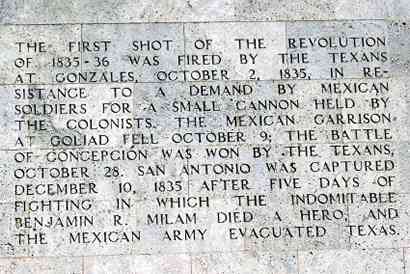 THE FIRST SHOT OF THE REVOLUTION
OF 1835-36 WAS FIRED BY THE TEXANS
AT GONZALES, OCTOBER 2, 1835, IN RE-
SISTANCE TO A DEMAND BY MEXICAN
SOLDIERS FOR A SMALL CANNON HELD BY
THE COLONISTS. THE MEXICAN GARRISON
AT GOLIAD FELL OCTOBER 9; THE BATTLE
OF CONCEPCIÓN WAS WON BY THE TEXANS,
OCTOBER 28. SAN ANTONIO WAS CAPTURED
DECEMBER 10, 1835 AFTER FIVE DAYS OF
FIGHTING IN WHICH THE INDOMITABLE
BENJAMIN R. MILAM DIED A HERO, AND
THE MEXICAN ARMY EVACUATED TEXAS.